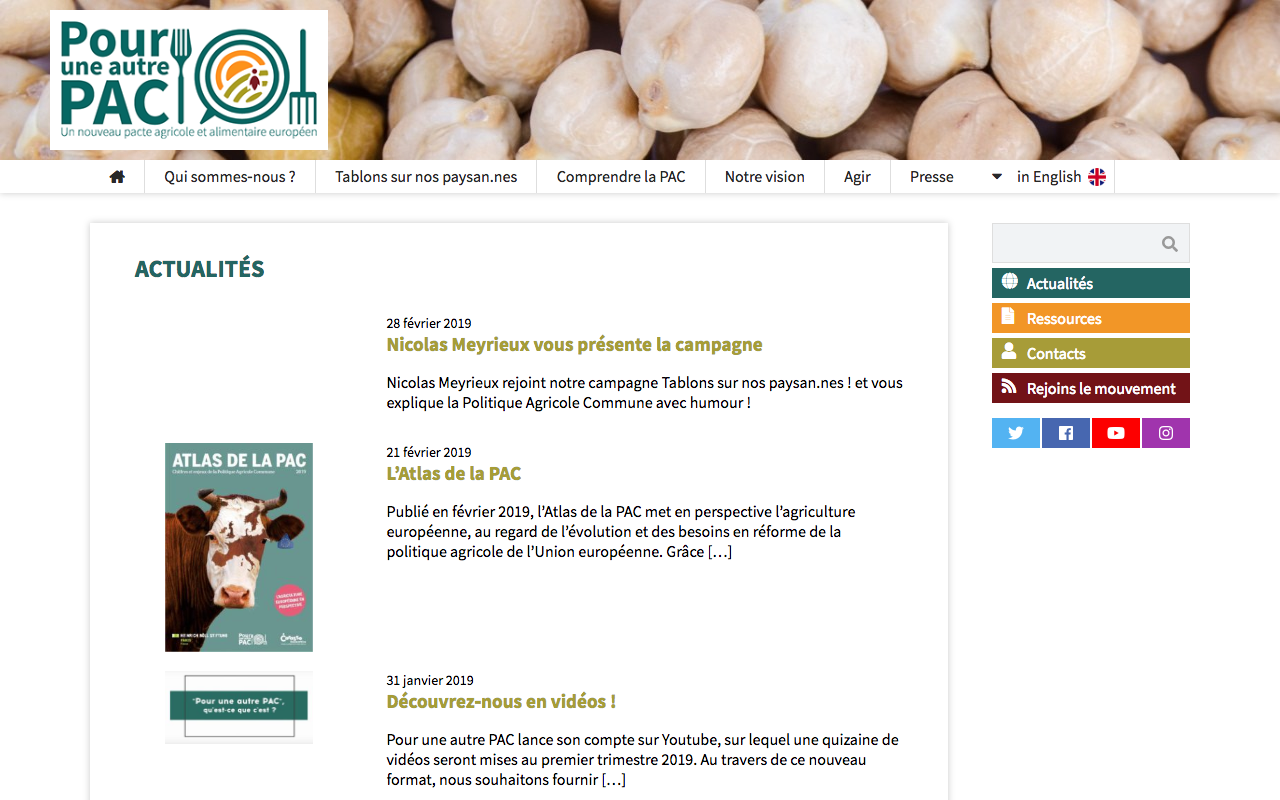 Pour
une autre
PAC
Un nouveau pacte agricole et alimentaire européen
Qui sommes-nous ?
Tablons sur nos paysan.nes
Comprendre la PAC
Notre vision
Agir
Presse
in English
ACTUALITÉS
28 février 2019
Nicolas Meyrieux vous présente la campagne
Nicolas Meyrieux rejoint notre campagne Tablons sur nos paysan.nes ! et vous
explique la Politique Agricole Commune avec humour !
ATLAS DE LA PAC
Chiffres et enjeux de la Politique Agricole Commune
2019
Pour
une autre
PAC
21 février 2019
L’Atlas de la PAC
Publié en février 2019, l’Atlas de la PAC met en perspective l’agriculture
européenne, au regard de l’évolution et des besoins en réforme de la
politique agricole de l’Union européenne. Grâce […]
"Pour une autre PAC",
qu'est-ce que c'est ?
31 janvier 2019
Découvrez-nous en vidéos !
Pour une autre PAC lance son compte sur Youtube, sur lequel une quizaine de
vidéos seront mises au premier trimestre 2019. Au travers de ce nouveau
format, nous souhaitons fournir […]
Actualités
Ressources
Contacts
Rejoins le mouvement